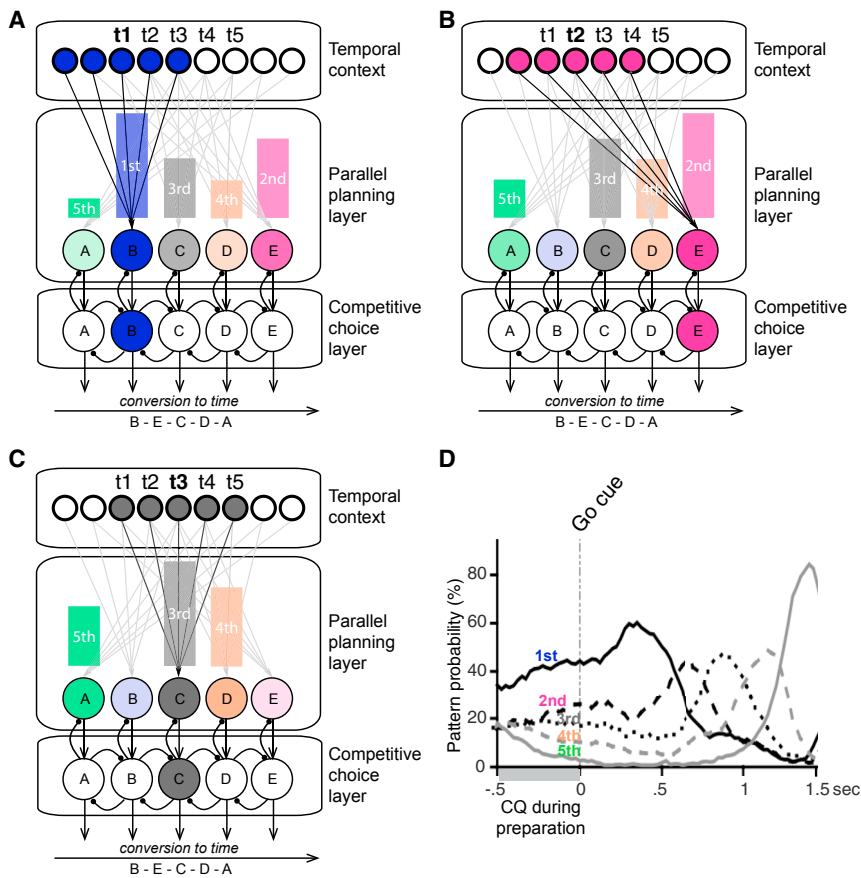 A
t1 t2 t3 t4 t5
Temporal
context
1st
3rd
2nd
5th
4th
Parallel
planning
layer
A B C D E
Competitive
choice
layer
A B C D E
conversion to time
B - E - C - D - A
B
t1 t2 t3 t4 t5
Temporal
context
3rd
2nd
5th
4th
Parallel
planning
layer
A B C D E
Competitive
choice
layer
A B C D E
conversion to time
B - E - C - D - A
C
t1 t2 t3 t4 t5
Temporal
context
3rd
5th
4th
Parallel
planning
layer
A B C D E
Competitive
choice
layer
A B C D E
conversion to time
B - E - C - D - A
D
Go cue
Pattern probability (%)
80
60
40
20
0
1st
2nd
3rd
4th
5th
-.5 0 .5 1 1.5 sec
CQ during
preparation